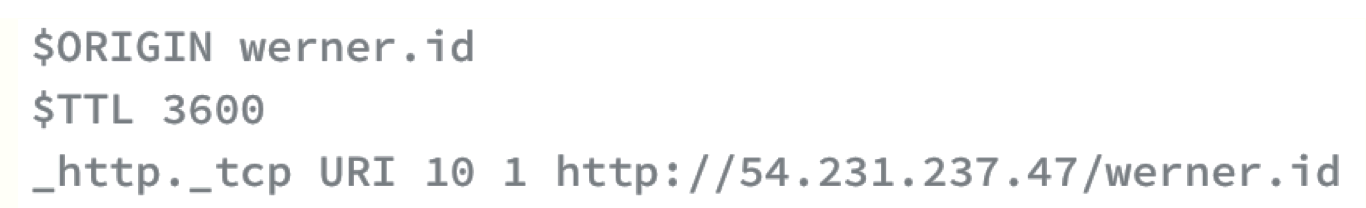 $ORIGIN werner.id
$TTL 3600
_http._tcp URI 10 1 http://54.231.237.47/werner.id